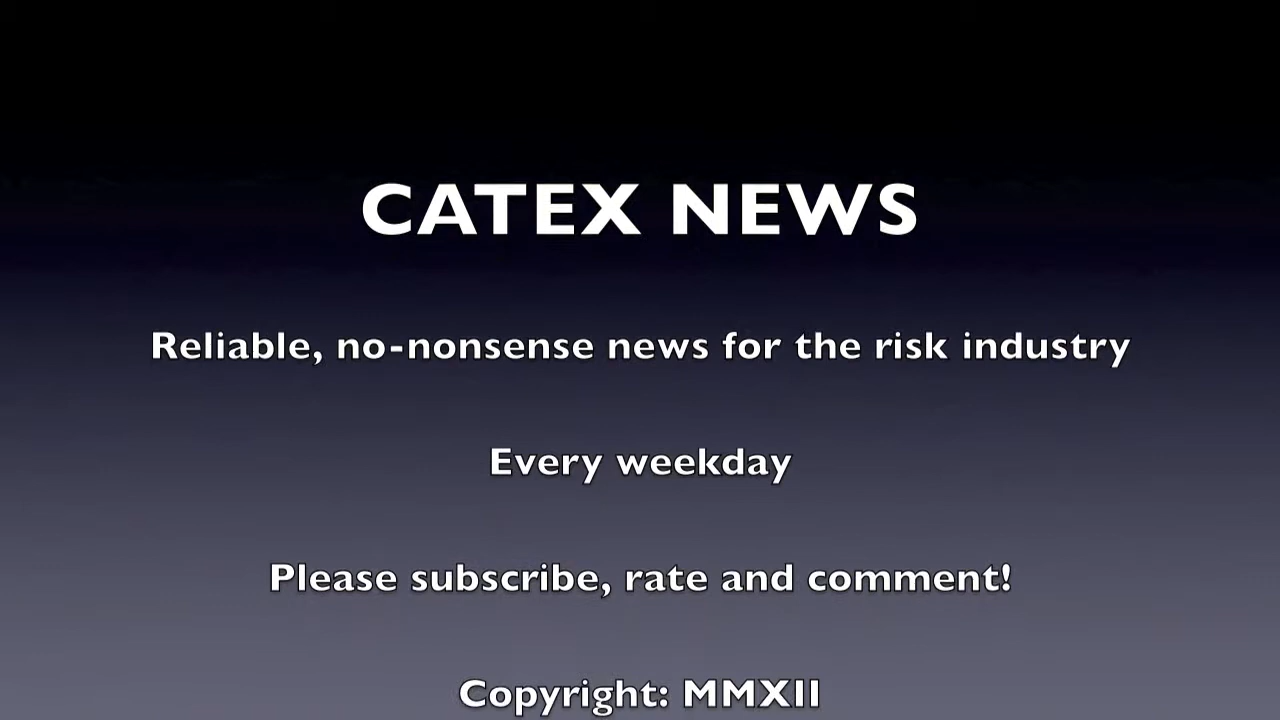 CATEX NEWS
Reliable, no-nonsense news for the risk industry
Every weekday
Please subscribe, rate and comment!
Copyright: MMXII